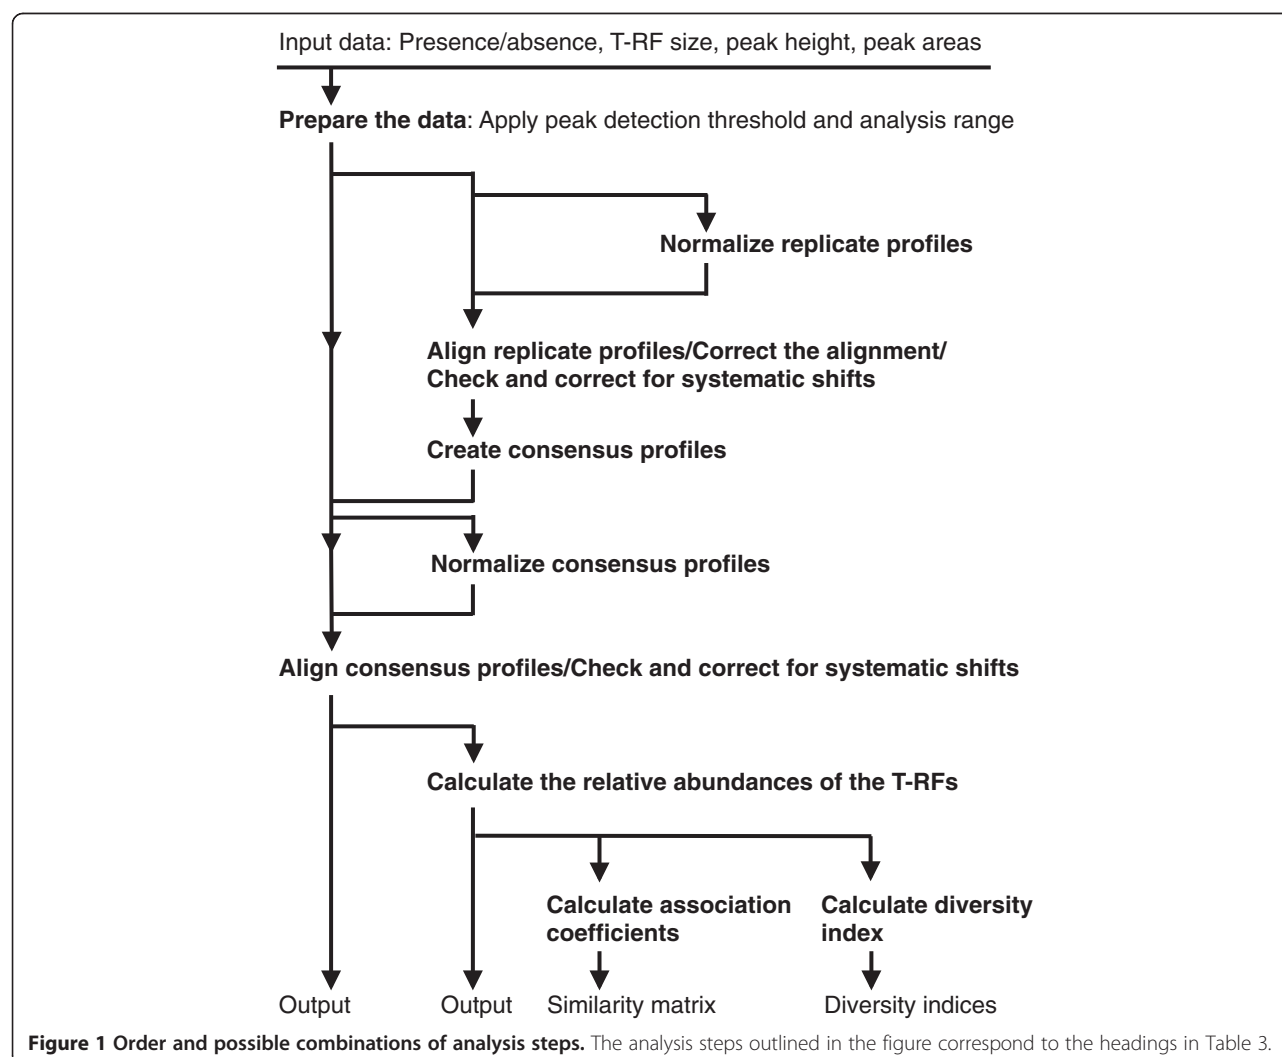 Input data: Presence/absence, T-RF size, peak height, peak areas
Prepare the data: Apply peak detection threshold and analysis range
Normalize replicate profiles
Align replicate profiles/Correct the alignment/
Check and correct for systematic shifts
Create consensus profiles
Normalize consensus profiles
Align consensus profiles/Check and correct for systematic shifts
Calculate the relative abundances of the T-RFs
Calculate association
coefficients
Calculate diversity
index
Output
Output
Similarity matrix
Diversity indices
Figure 1 Order and possible combinations of analysis steps. The analysis steps outlined in the figure correspond to the headings in Table 3.